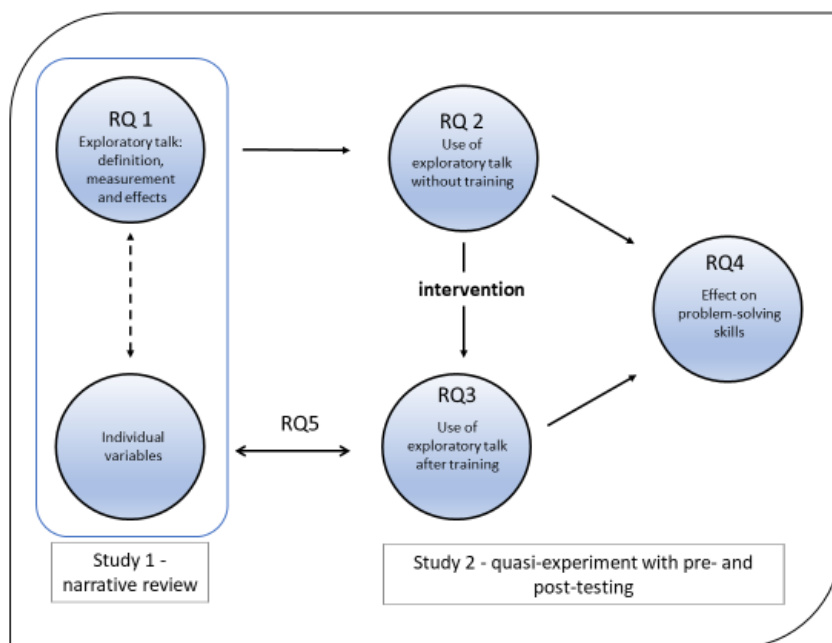 RQ 1
Exploratory talk:
definition,
measurement
and effects
RQ 2
Use of
exploratory talk
without training
intervention
RQ4
Effect on
problem-solving
skills
RQ3
Use of
exploratory talk
after training
RQ5
Individual
variables
Study 1 -
narrative review
Study 2 - quasi-experiment with pre- and
post-testing